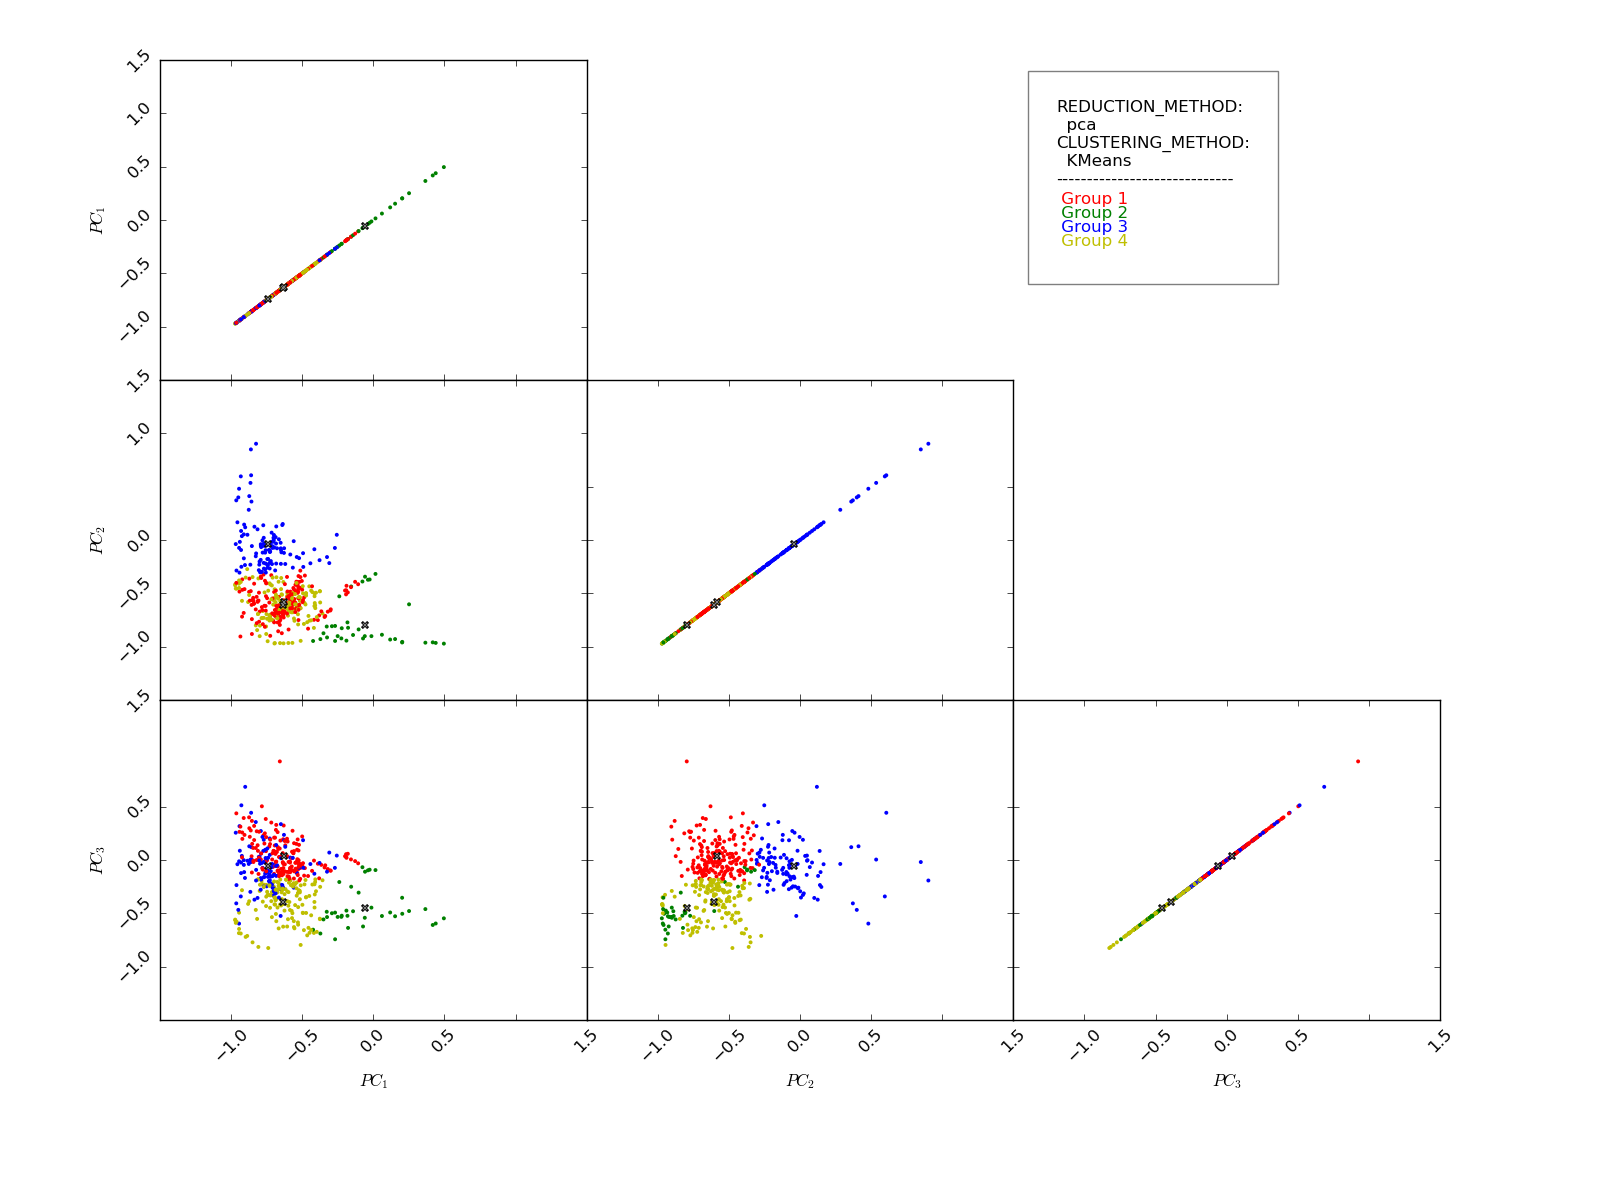 1.5
1.0
0.5
0.0
−0.5
−1.0
PC1
REDUCTION_METHOD:
pca
CLUSTERING_METHOD:
KMeans
------------------------------
Group 1
Group 2
Group 3
Group 4
1.5
1.0
0.0
−0.5
−1.0
PC2
1.5
0.5
0.0
−0.5
−1.0
PC3
−1.0 −0.5 0.0 0.5 1.5 −1.0 −0.5 0.0 0.5 1.5 −1.0 −0.5 0.0 0.5 1.5
PC1 PC2 PC3